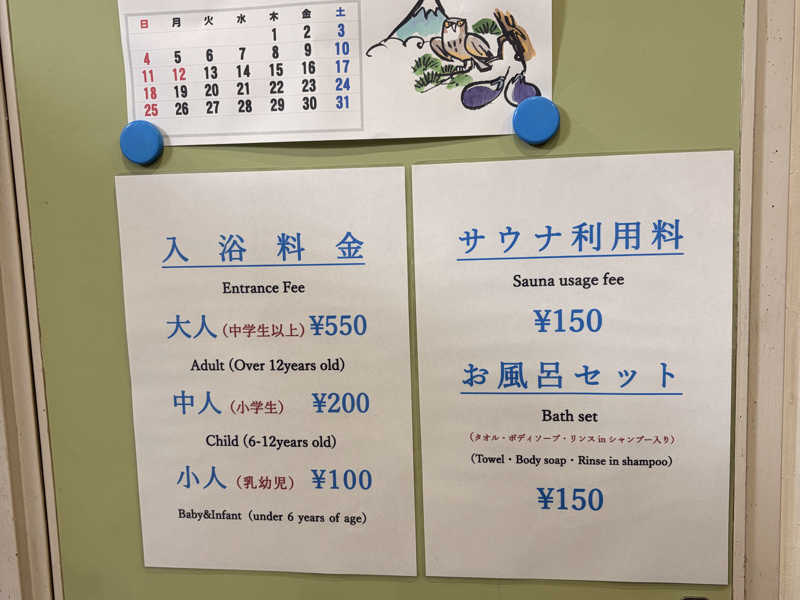 日 月 火 水 木 金 土
1 2 3
4 5 6 7 8 9 10
11 12 13 14 15 16 17
18 19 20 21 22 23 24
25 26 27 28 29 30 31
入浴料金
Entrance Fee
大人(中学生以上)¥550
Adult (Over 12years old)
中人(小学生) ¥200
Child (6-12years old)
小人(乳幼児) ¥100
Baby&Infant (under 6 years of age)
サウナ利用料
Sauna usage fee
¥150
お風呂セット
Bath set
(タオル・ボディソープ・リンスinシャンプー入り)
(Towel・Body soap・Rinse in shampoo)
¥150